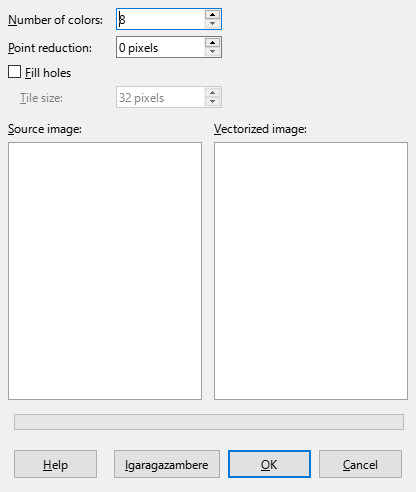 Number of colors: 8
Point reduction: 0 pixels
Fill holes
Tile size: 32 pixels
Source image: Vectorized image:
Help Igaragazambere OK Cancel